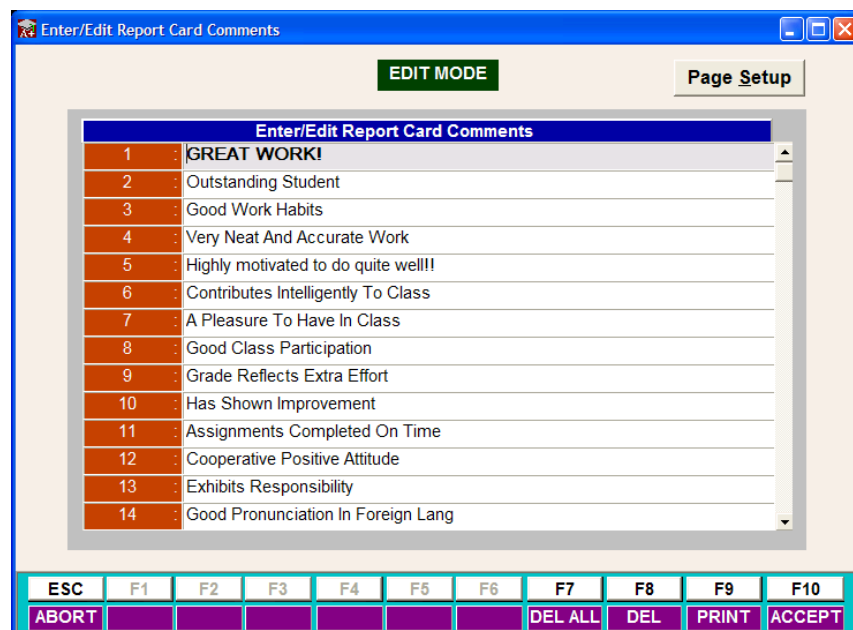 Enter/Edit Report Card Comments
EDIT MODE
Page Setup
Enter/Edit Report Card Comments
1 : GREAT WORK!
2 : Outstanding Student
3 : Good Work Habits
4 : Very Neat And Accurate Work
5 : Highly motivated to do quite well!!
6 : Contributes Intelligently To Class
7 : A Pleasure To Have In Class
8 : Good Class Participation
9 : Grade Reflects Extra Effort
10 : Has Shown Improvement
11 : Assignments Completed On Time
12 : Cooperative Positive Attitude
13 : Exhibits Responsibility
14 : Good Pronunciation In Foreign Lang
ESC F1 F2 F3 F4 F5 F6 F7 F8 F9 F10
ABORT DEL ALL DEL PRINT ACCEPT